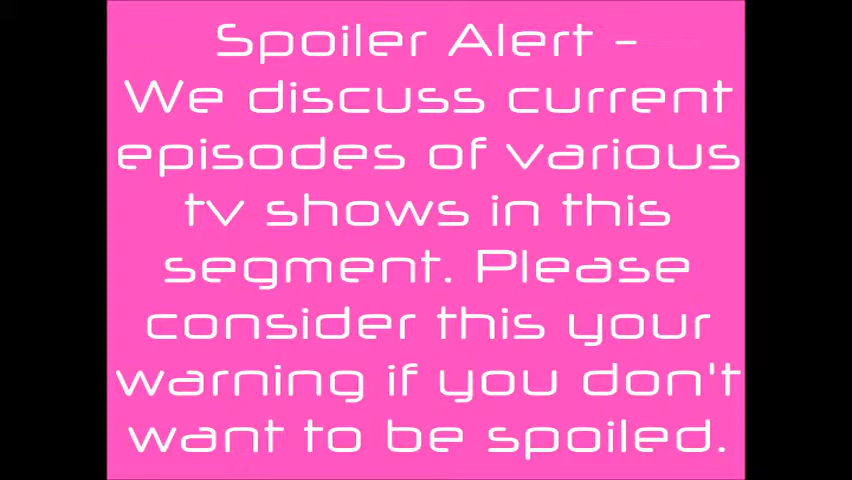 Spoiler Alert -
We discuss current
episodes of various
tv shows in this
segment. Please
consider this your
warning if you don't
want to be spoiled.